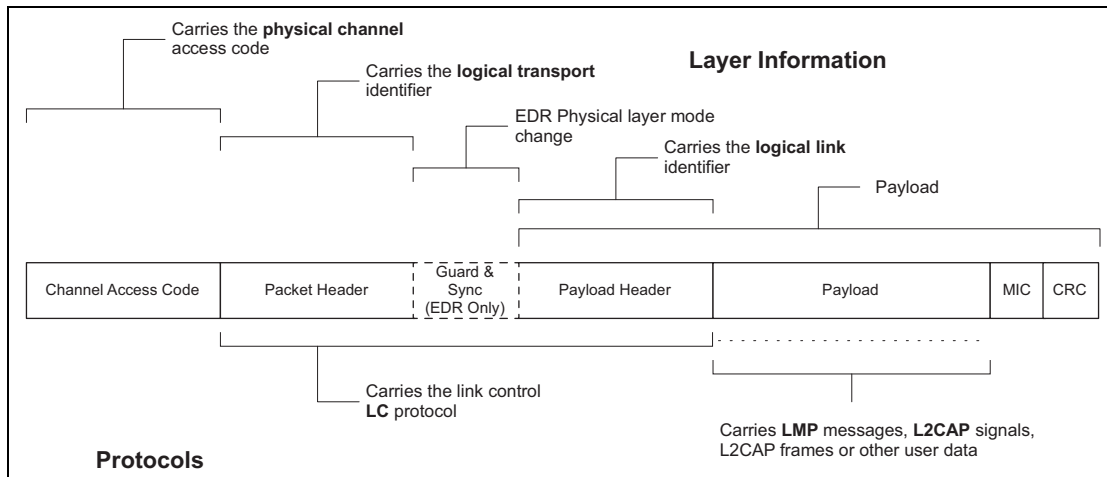 Carries the physical channel
access code
Layer Information
Carries the logical transport
identifier
EDR Physical layer mode
change
Carries the logical link
identifier
Payload
Channel Access Code
Packet Header
Guard &
Sync
(EDR Only)
Payload Header
Payload
MIC
CRC
Carries the link control
LC protocol
Carries LMP messages, L2CAP signals,
L2CAP frames or other user data
Protocols